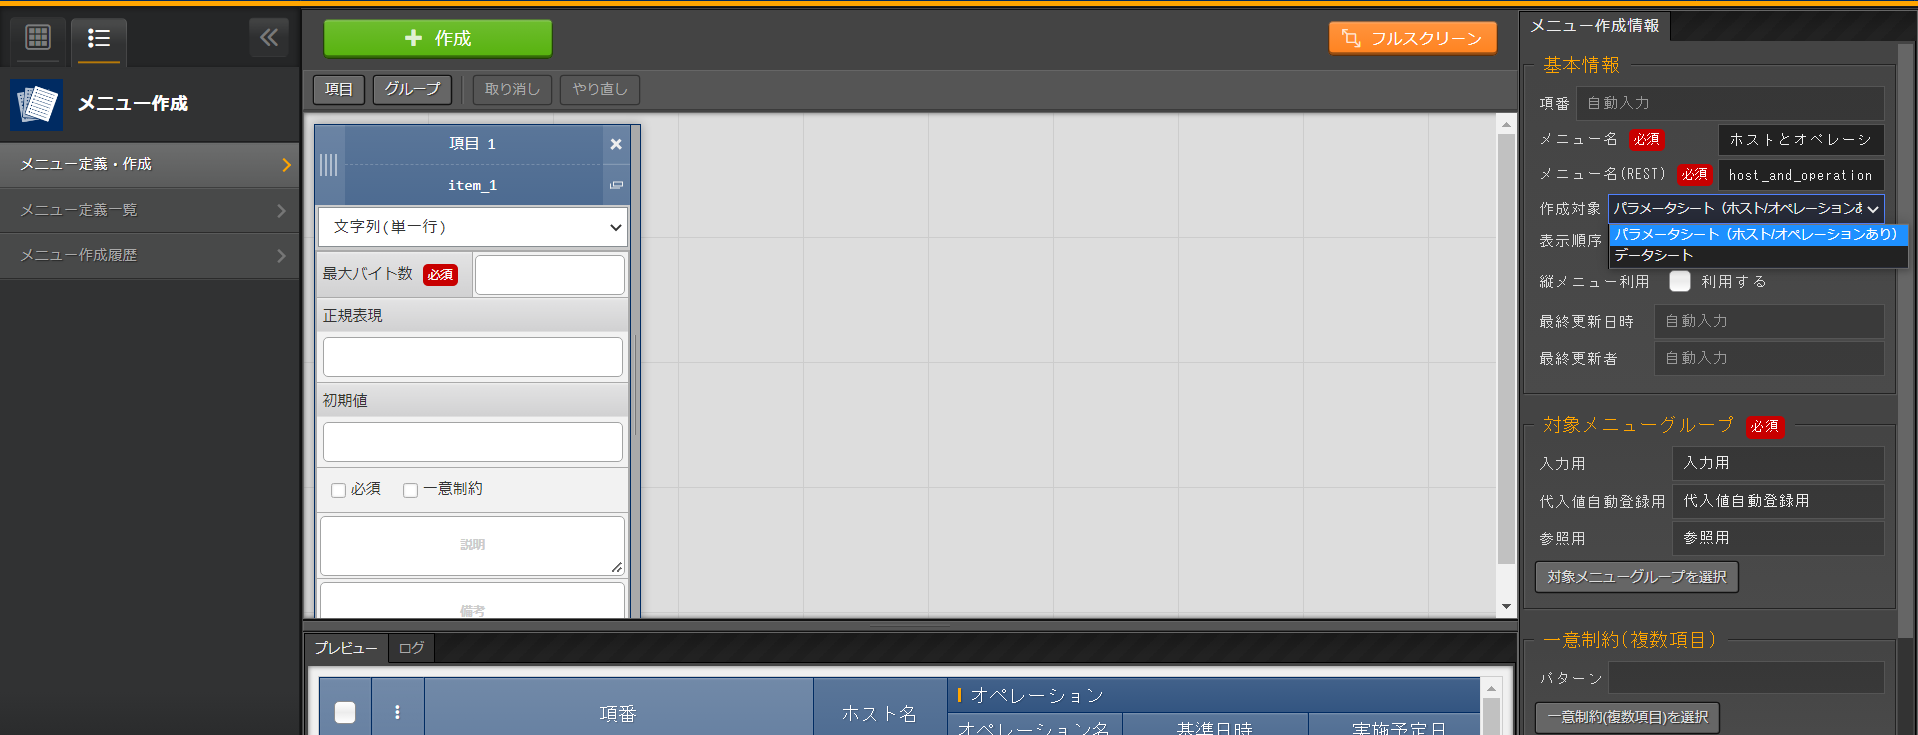 メニュー作成
メニュー定義・作成
メニュー定義一覧
メニュー作成履歴
作成
フルスクリーン
項目
グループ
取り消し
やり直し
項目 1
item_1
文字列(単一行)
最大バイト数 必須
正規表現
初期値
必須 一意制約
説明
備考
プレビュー
ログ
項番
ホスト名
オペレーション
オペレーション名
基準日時
実施予定日
メニュー作成情報
基本情報
項番 自動入力
メニュー名 必須 ホストとオペレーシ
メニュー名(REST) 必須 host_and_operation
作成対象 パラメータシート（ホスト/オペレーションあ
パラメータシート（ホスト/オペレーションあり）
データシート
表示順序
縦メニュー利用 利用する
最終更新日時 自動入力
最終更新者 自動入力
対象メニューグループ 必須
入力用 入力用
代入値自動登録用 代入値自動登録用
参照用 参照用
対象メニューグループを選択
一意制約(複数項目)
パターン
一意制約(複数項目)を選択